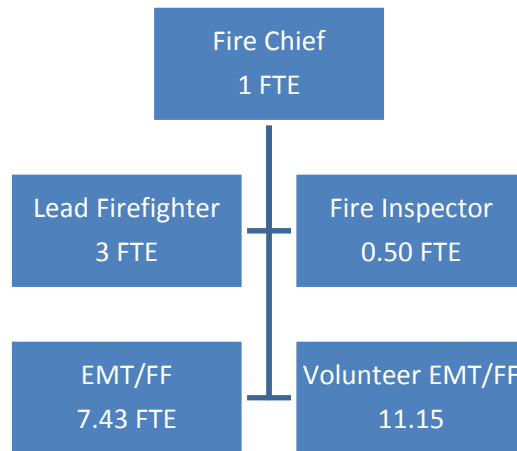 Fire Chief
1 FTE
Lead Firefighter
3 FTE
Fire Inspector
0.50 FTE
EMT/FF
7.43 FTE
Volunteer EMT/FF
11.15